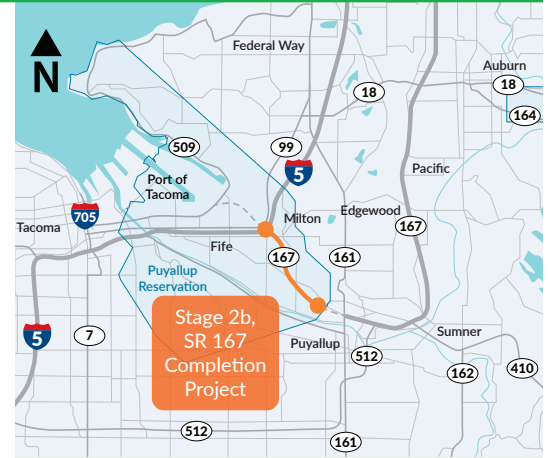 N
Federal Way
Auburn
18
18
164
509
99
5
Port of
Tacoma
Pacific
705
Tacoma
Milton
Edgewood
167
Fife
167
161
Puyallup
Reservation
Stage 2b,
SR 167
Completion
Project
5
7
Puyallup
Sumner
512
162
410
512
161